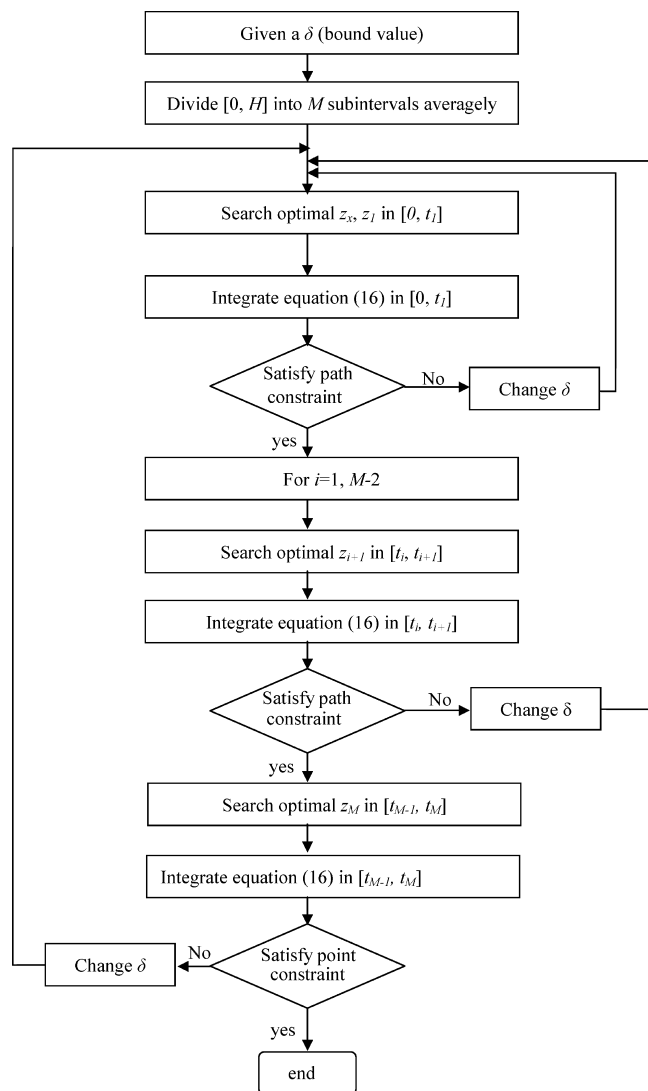 Given a δ (bound value)
Divide [0, H] into M subintervals averagely
Search optimal zx, z1 in [0, t1]
Integrate equation (16) in [0, t1]
Satisfy path
constraint
No
Change δ
yes
For i=1, M-2
Search optimal zi+1 in [ti, ti+1]
Integrate equation (16) in [ti, ti+1]
Satisfy path
constraint
No
Change δ
yes
Search optimal zM in [tM-1, tM]
Integrate equation (16) in [tM-1, tM]
Satisfy point
constraint
No
Change δ
yes
end